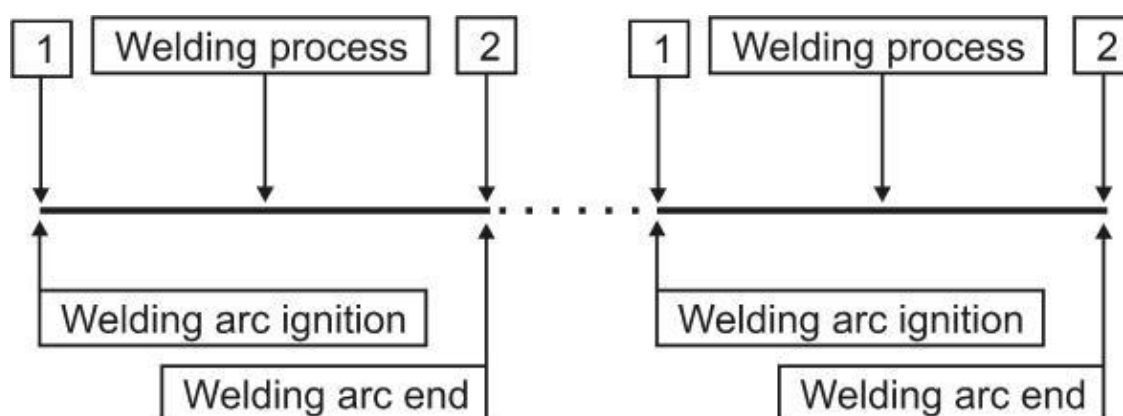 1 Welding process 2 1 Welding process 2
Welding arc ignition Welding arc ignition
Welding arc end Welding arc end